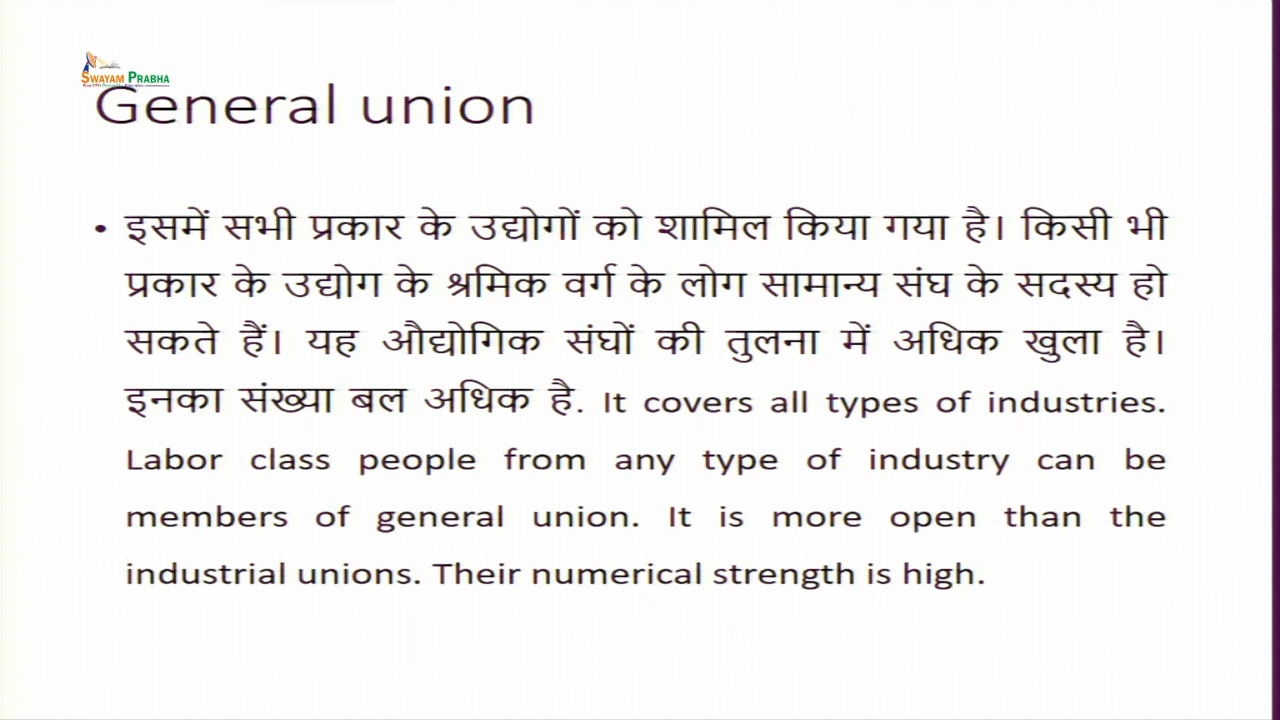 SWAYAM PRABHA
General union
• इसमें सभी प्रकार के उद्योगों को शामिल किया गया है। किसी भी
प्रकार के उद्योग के श्रमिक वर्ग के लोग सामान्य संघ के सदस्य हो
सकते हैं। यह औद्योगिक संघों की तुलना में अधिक खुला है।
इनका संख्या बल अधिक है. It covers all types of industries.
Labor class people from any type of industry can be
members of general union. It is more open than the
industrial unions. Their numerical strength is high.